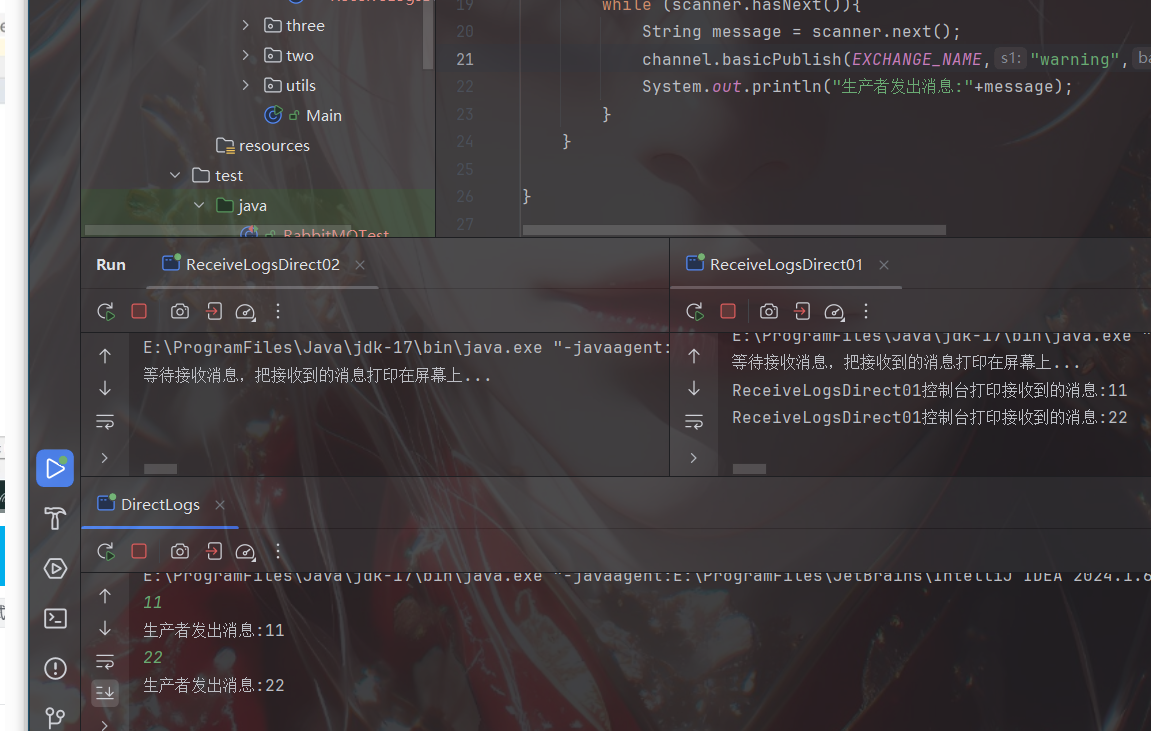 three
two
utils
Main
resources
test
java
RabbitMQTest
19 while (scanner.hasNext()){
20 String message = scanner.next();
21 channel.basicPublish(EXCHANGE_NAME, s1: "warning",
22 System.out.println("生产者发出消息:"+message);
23 }
24 }
25
26 }
27
Run ReceiveLogsDirect02
E:\ProgramFiles\Java\jdk-17\bin\java.exe "-javaagent:
等待接收消息，把接收到的消息打印在屏幕上...
ReceiveLogsDirect01
E:\ProgramFiles\Java\jdk-17\bin\java.exe "
等待接收消息，把接收到的消息打印在屏幕上...
ReceiveLogsDirect01控制台打印接收到的消息:11
ReceiveLogsDirect01控制台打印接收到的消息:22
DirectLogs
E:\ProgramFiles\Java\jdk-17\bin\java.exe "-javaagent:E:\ProgramFiles\JetBrains\IntelliJ IDEA 2024.1.6
11
生产者发出消息:11
22
生产者发出消息:22